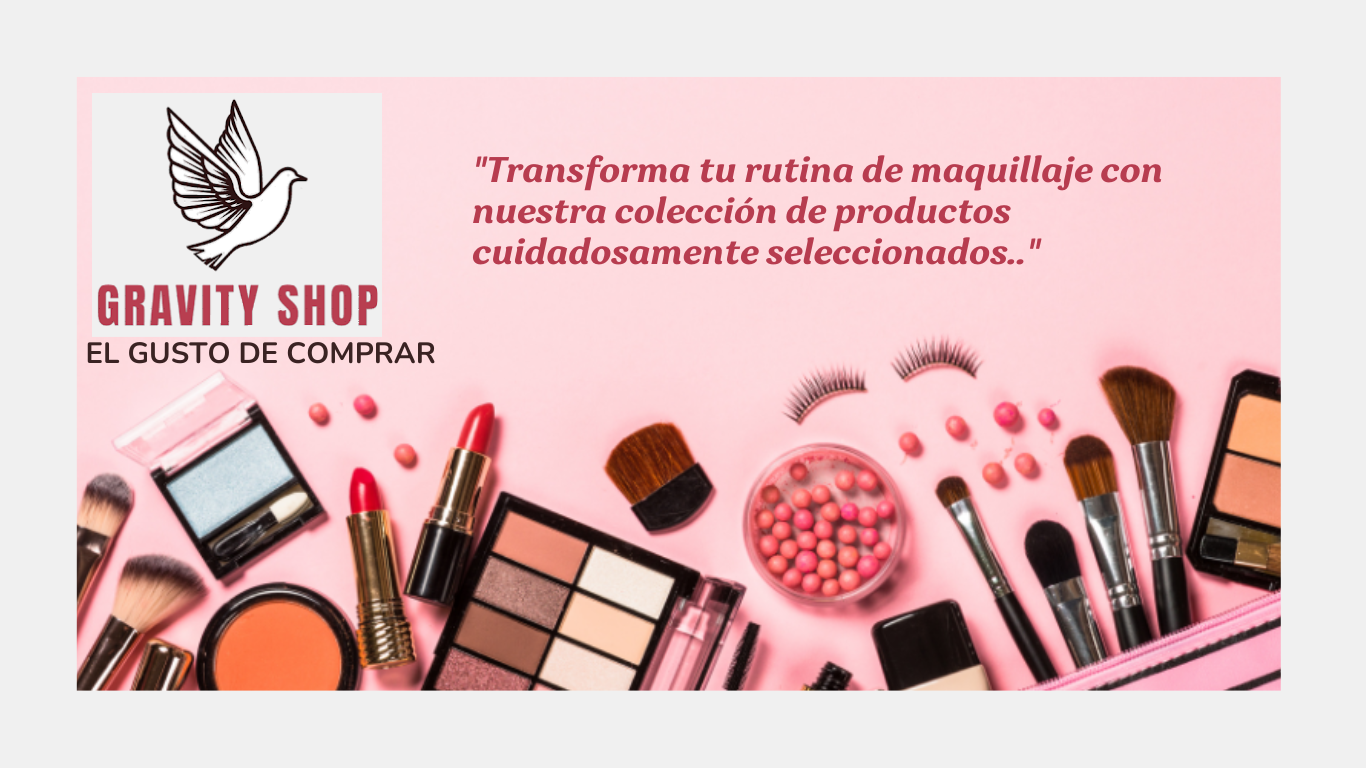 GRAVITY SHOP
EL GUSTO DE COMPRAR
"Transforma tu rutina de maquillaje con
nuestra colección de productos
cuidadosamente seleccionados.."